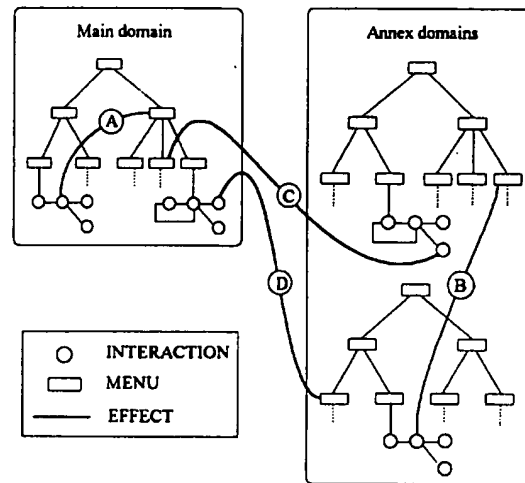 Main domain
Annex domains
A
C
B
D
INTERACTION
MENU
EFFECT